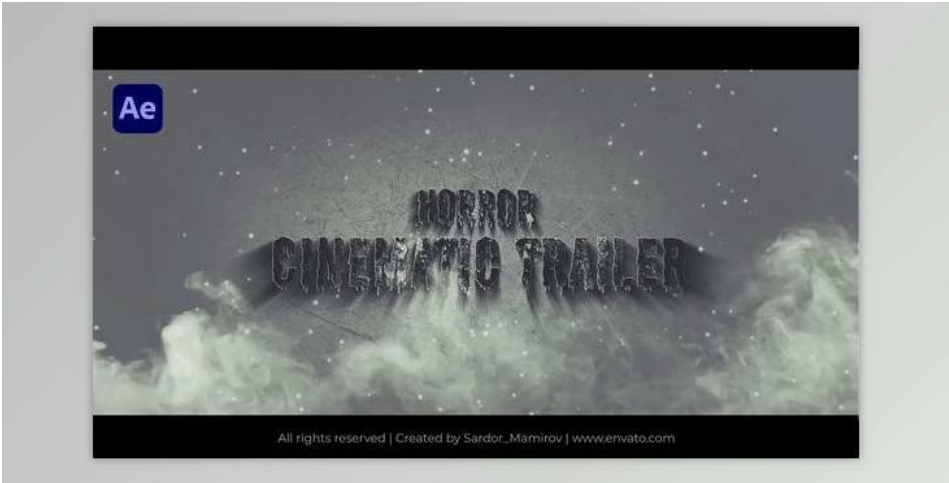 Ae
HORROR
CINEMATIC TRAILER
All rights reserved | Created by Sardor_Mamirov | www.envato.com